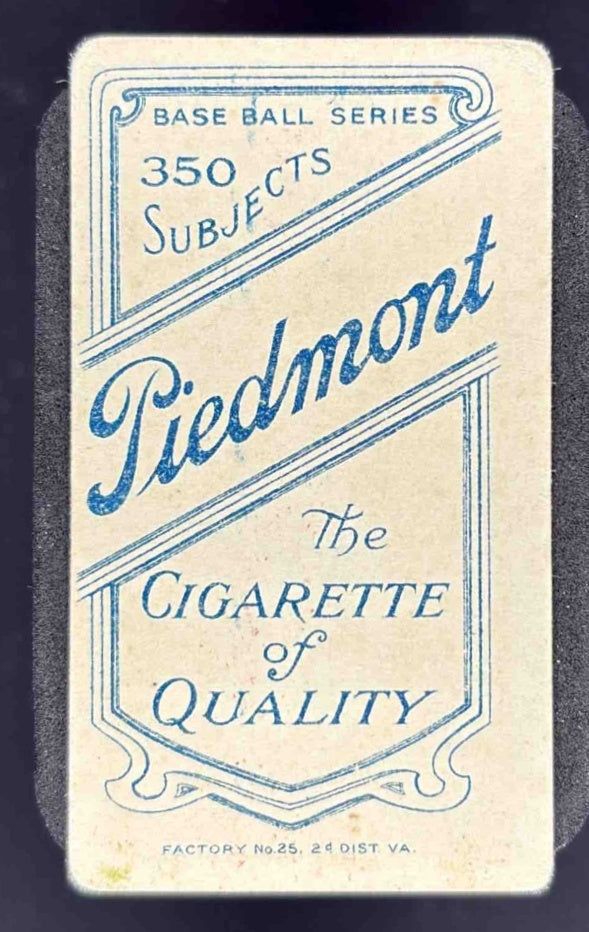 BASE BALL SERIES
350
SUBJECTS
Piedmont
The
CIGARETTE
of
QUALITY
FACTORY No.25, 2d DIST. VA.